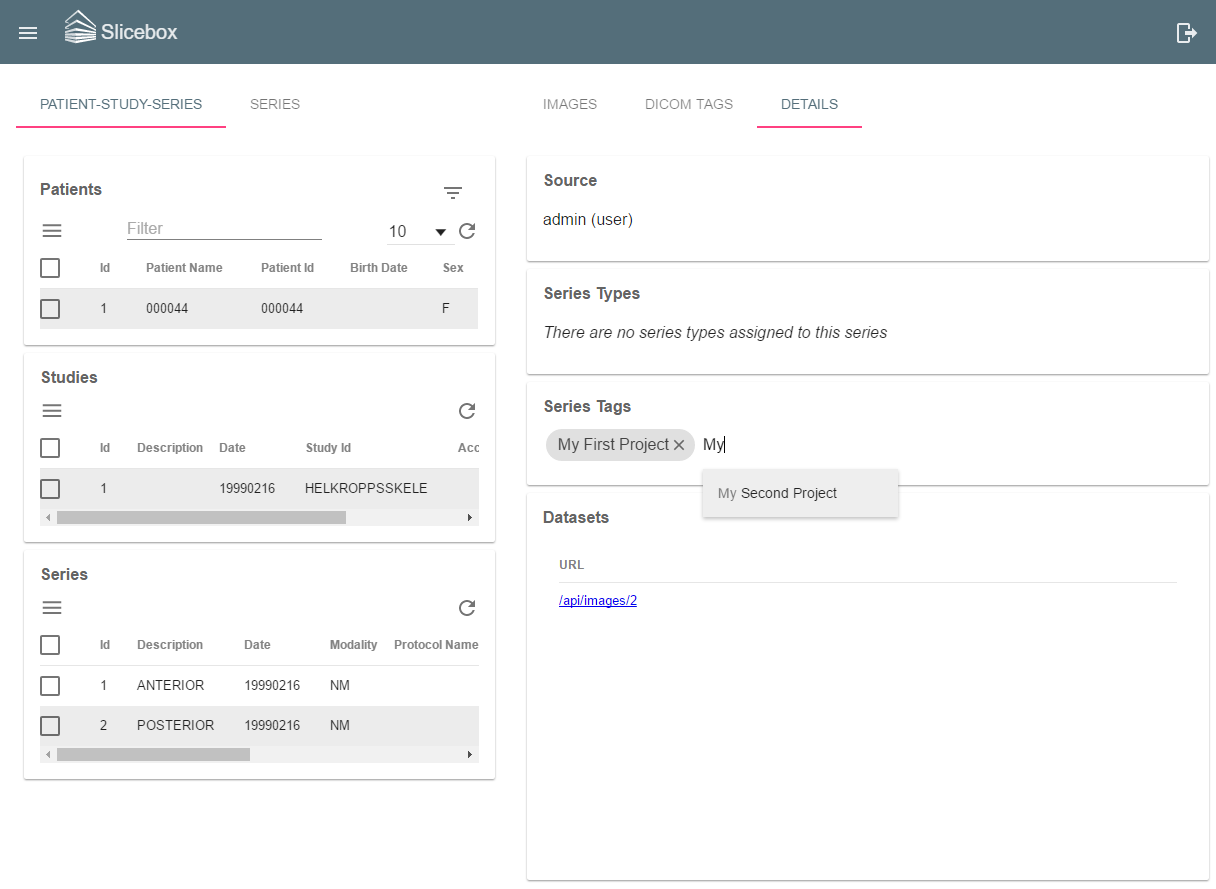 Slicebox
PATIENT-STUDY-SERIES SERIES
IMAGES DICOM TAGS DETAILS
Patients
Filter 10
Id Patient Name Patient Id Birth Date Sex
1 000044 000044 F
Studies
Id Description Date Study Id Acc
1 19990216 HELKROPPSSKELE
Series
Id Description Date Modality Protocol Name
1 ANTERIOR 19990216 NM
2 POSTERIOR 19990216 NM
Source
admin (user)
Series Types
There are no series types assigned to this series
Series Tags
My First Project My
My Second Project
Datasets
URL
/api/images/2